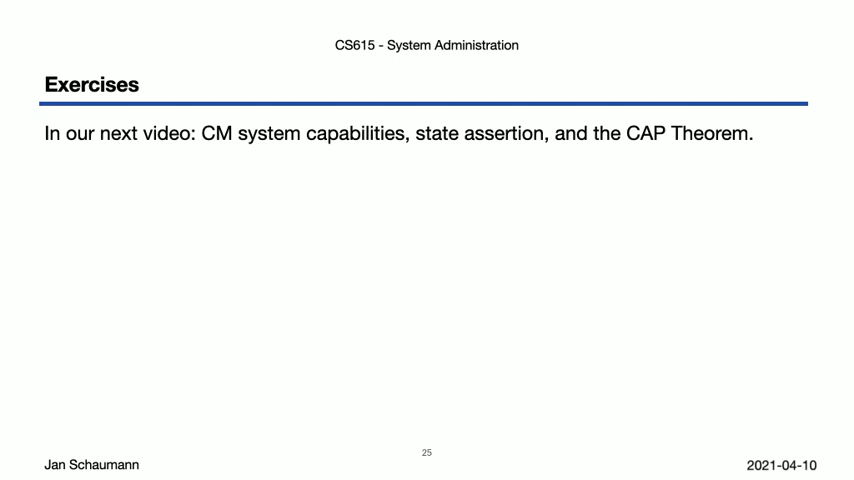 CS615 - System Administration
Exercises
In our next video: CM system capabilities, state assertion, and the CAP Theorem.
25
Jan Schaumann
2021-04-10